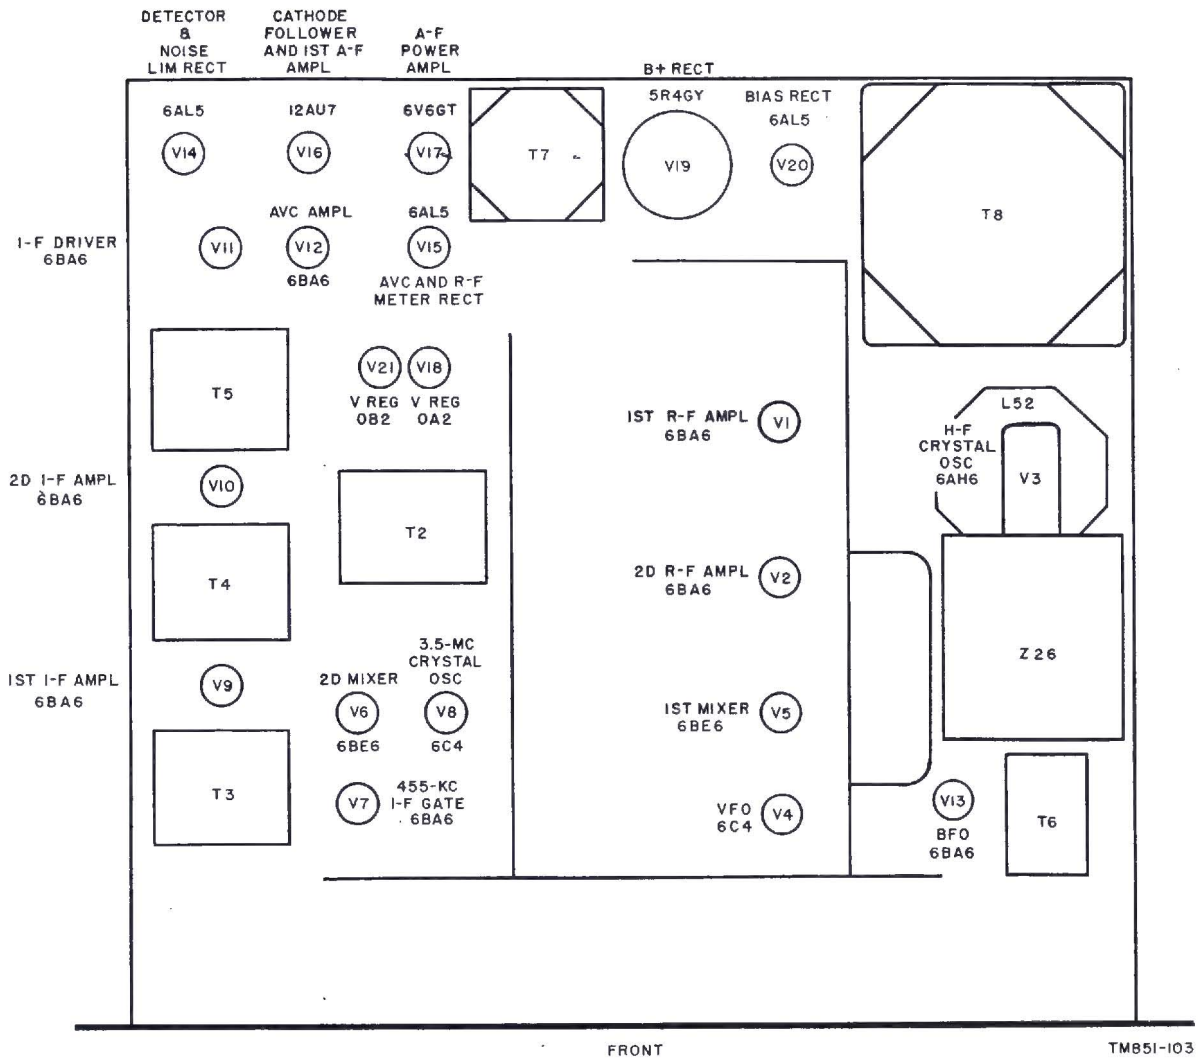 DETECTOR
&
NOISE
LIM RECT
CATHODE
FOLLOWER
AND IST A-F
AMPL
A-F
POWER
AMPL
B+ RECT
6AL5
V14
12AU7
V16
6V6GT
V17
T7
5R4GY
V19
BIAS RECT
6AL5
V20
T8
I-F DRIVER
6BA6
V11
AVC AMPL
V12
6BA6
6AL5
V15
AVC AND R-F
METER RECT
T5
V21
V REG
OB2
V18
V REG
OA2
1ST R-F AMPL
6BA6
V1
L52
H-F
CRYSTAL
OSC
6AH6
V3
2D I-F AMPL
6BA6
V10
T2
T4
2D R-F AMPL
6BA6
V2
Z26
1ST I-F AMPL
6BA6
V9
2D MIXER
V6
6BE6
3.5-MC
CRYSTAL
OSC
V8
6C4
1ST MIXER
6BE6
V5
T3
V7
455-KC
I-F GATE
6BA6
VFO
6C4
V4
V13
BFO
6BA6
T6
FRONT
TM851-103